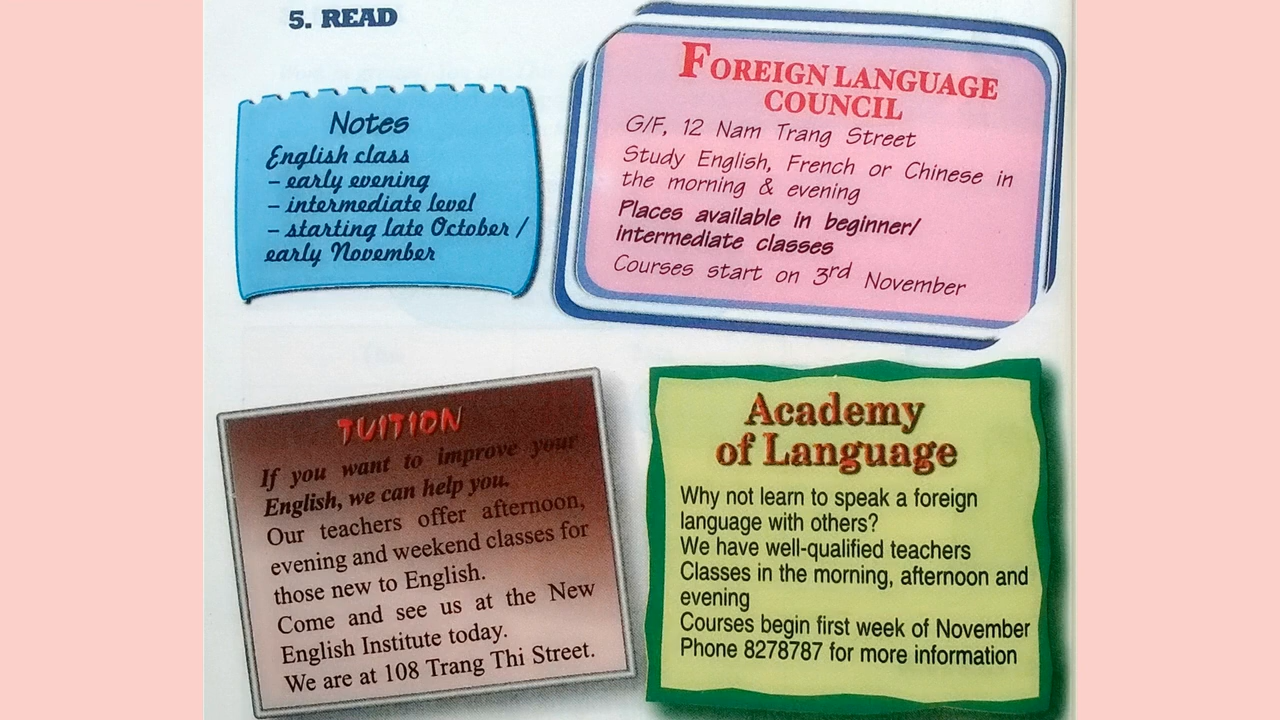 5. READ
Notes
English class
– early evening
– intermediate level
– starting late October /
early November
FOREIGN LANGUAGE
COUNCIL
G/F, 12 Nam Trang Street
Study English, French or Chinese in
the morning & evening
Places available in beginner/
intermediate classes
Courses start on 3rd November
TUITION
If you want to improve your
English, we can help you.
Our teachers offer afternoon,
evening and weekend classes for
those new to English.
Come and see us at the New
English Institute today.
We are at 108 Trang Thi Street.
Academy
of Language
Why not learn to speak a foreign
language with others?
We have well-qualified teachers
Classes in the morning, afternoon and
evening
Courses begin first week of November
Phone 8278787 for more information